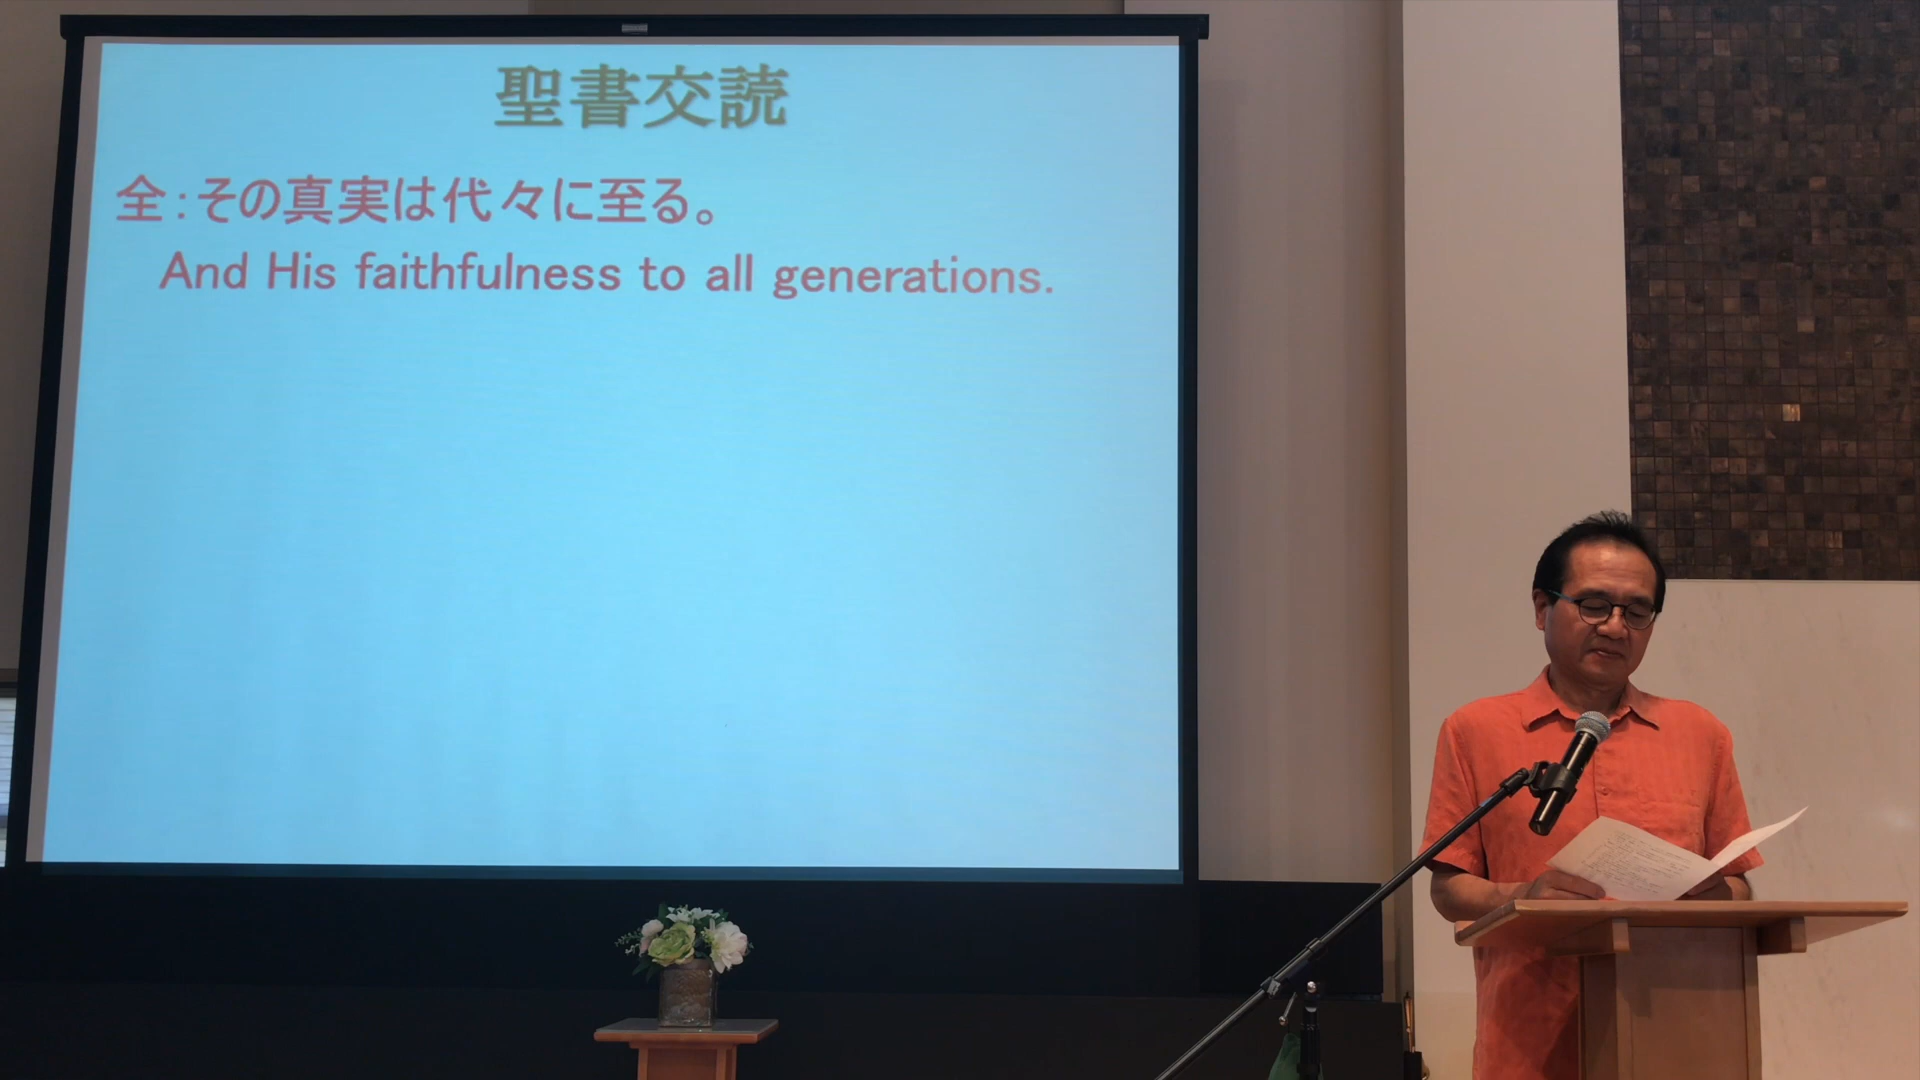 聖書交読
全：その真実は代々に至る。
And His faithfulness to all generations.